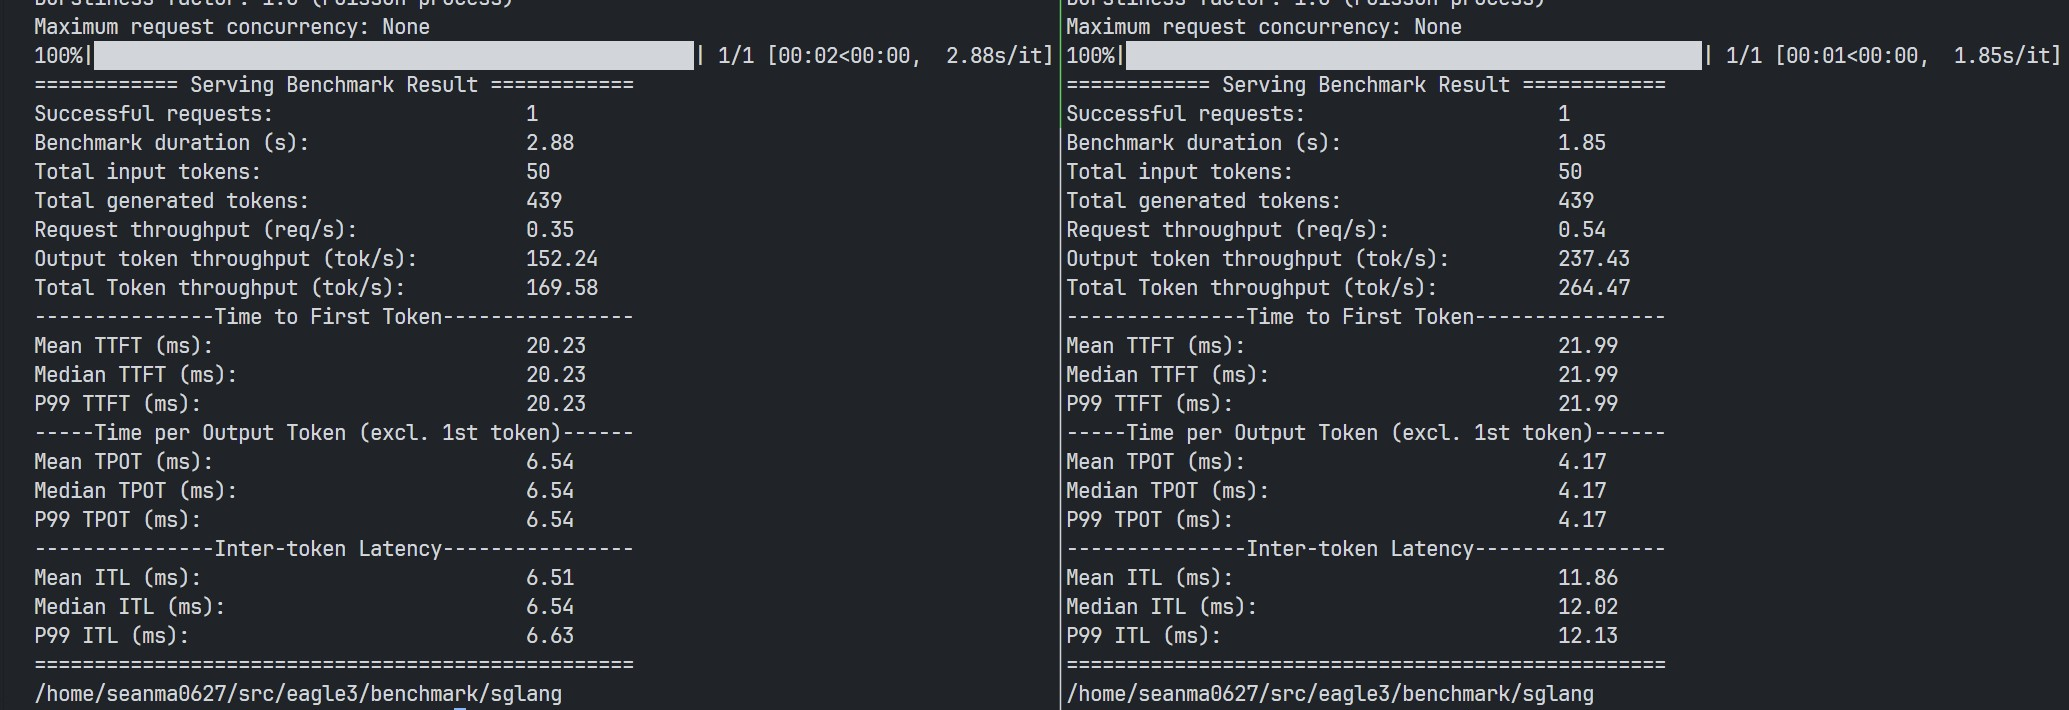 Burstiness factor: 1.0 (Poisson process)
Maximum request concurrency: None
100%| | 1/1 [00:02<00:00,  2.88s/it]
============ Serving Benchmark Result ============
Successful requests:                     1
Benchmark duration (s):                  2.88
Total input tokens:                      50
Total generated tokens:                  439
Request throughput (req/s):              0.35
Output token throughput (tok/s):         152.24
Total Token throughput (tok/s):          169.58
---------------Time to First Token----------------
Mean TTFT (ms):                          20.23
Median TTFT (ms):                        20.23
P99 TTFT (ms):                           20.23
-----Time per Output Token (excl. 1st token)------
Mean TPOT (ms):                          6.54
Median TPOT (ms):                        6.54
P99 TPOT (ms):                           6.54
---------------Inter-token Latency----------------
Mean ITL (ms):                           6.51
Median ITL (ms):                         6.54
P99 ITL (ms):                            6.63
==================================================
/home/seanma0627/src/eagle3/benchmark/sglang
Burstiness factor: 1.0 (Poisson process)
Maximum request concurrency: None
100%| | 1/1 [00:01<00:00,  1.85s/it]
============ Serving Benchmark Result ============
Successful requests:                     1
Benchmark duration (s):                  1.85
Total input tokens:                      50
Total generated tokens:                  439
Request throughput (req/s):              0.54
Output token throughput (tok/s):         237.43
Total Token throughput (tok/s):          264.47
---------------Time to First Token----------------
Mean TTFT (ms):                          21.99
Median TTFT (ms):                        21.99
P99 TTFT (ms):                           21.99
-----Time per Output Token (excl. 1st token)------
Mean TPOT (ms):                          4.17
Median TPOT (ms):                        4.17
P99 TPOT (ms):                           4.17
---------------Inter-token Latency----------------
Mean ITL (ms):                           11.86
Median ITL (ms):                         12.02
P99 ITL (ms):                            12.13
==================================================
/home/seanma0627/src/eagle3/benchmark/sglang